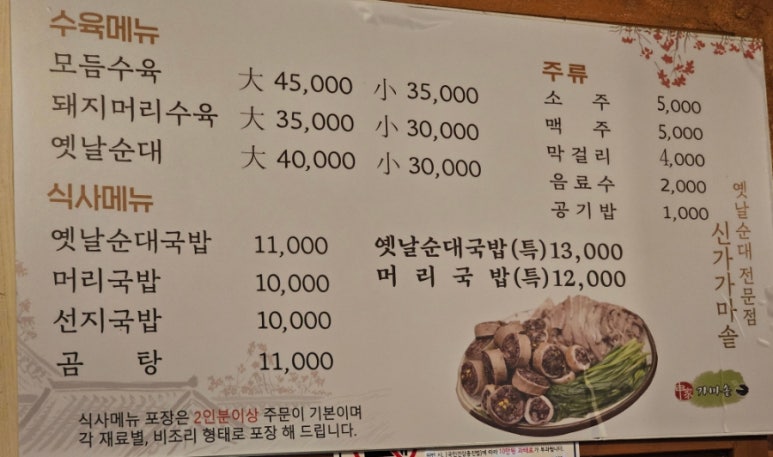 수육메뉴
모듬수육 大 45,000 小 35,000
돼지머리수육 大 35,000 小 30,000
옛날순대 大 40,000 小 30,000
식사메뉴
옛날순대국밥 11,000
머리국밥 10,000
선지국밥 10,000
곰 탕 11,000
옛날순대국밥(특)13,000
머 리 국 밥(특)12,000
주 류
소 주 5,000
맥 주 5,000
막 걸 리 4,000
음 료 수 2,000
공 기 밥 1,000
옛날순대 전문점
신가가마솥
가마솥
식사메뉴 포장은 2인분이상 주문이 기본이며
각 재료별, 비조리 형태로 포장 해 드립니다.